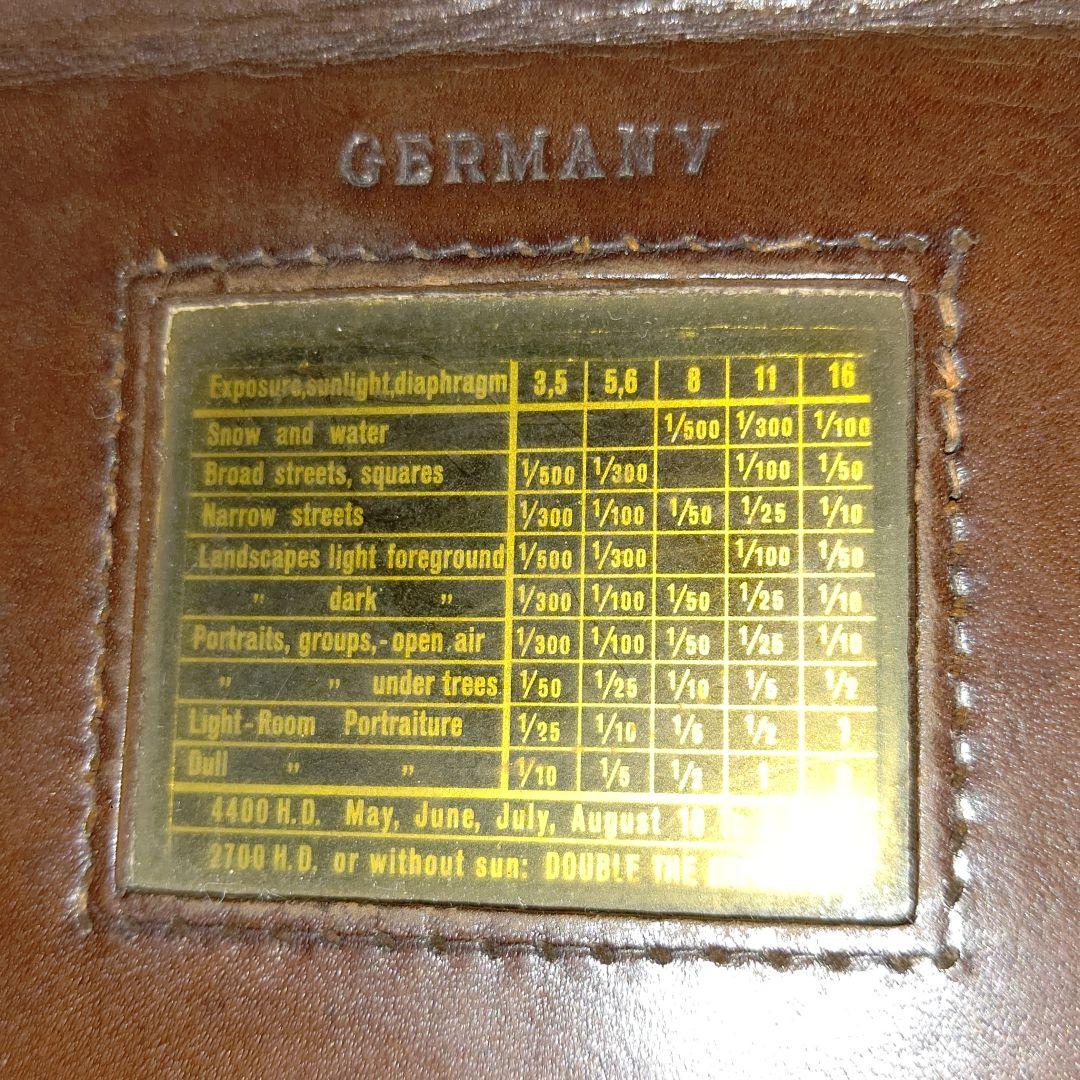 GERMANY
Exposure,sunlight,diaphragm 3,5 5,6 8 11 16
Snow and water 1/500 1/300 1/100
Broad streets, squares 1/500 1/300 1/100 1/50
Narrow streets 1/300 1/100 1/50 1/25 1/10
Landscapes light foreground 1/500 1/300 1/100 1/50
" dark " 1/300 1/100 1/50 1/25 1/10
Portraits, groups,- open air 1/300 1/100 1/50 1/25 1/10
" " under trees 1/50 1/25 1/10 1/5 1/2
Light-Room Portraiture 1/25 1/10 1/5 1/2 1
Dull " " 1/10 1/5 1/2 1
4400 H.D. May, June, July, August
2700 H.D. or without sun: DOUBLE THE